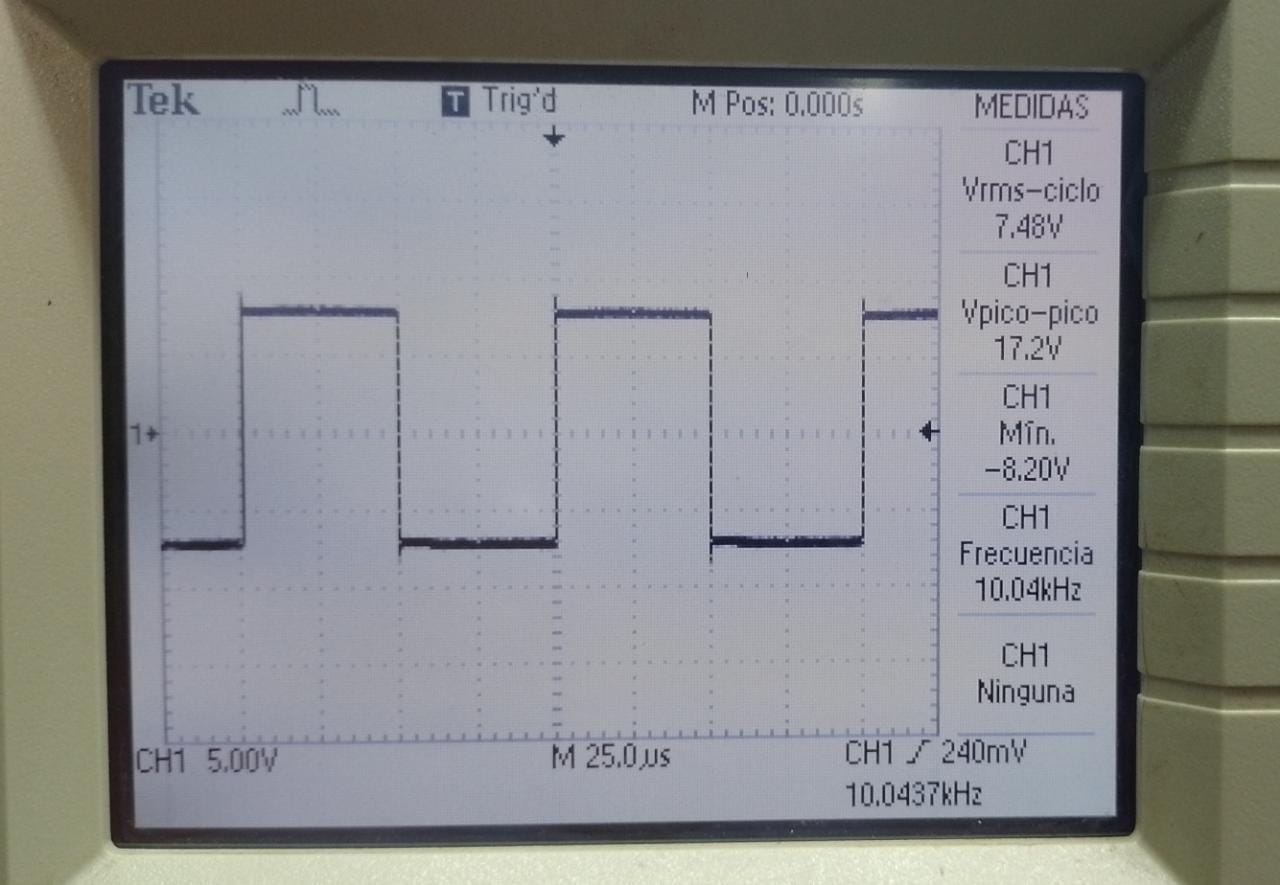 Tek T Trig'd M Pos: 0.000s MEDIDAS
CH1
Vrms-ciclo
7.48V
CH1
Vpico-pico
17.2V
1
CH1
Mín.
-8.20V
CH1
Frecuencia
10.04kHz
CH1
Ninguna
CH1 5.00V M 25.0µs CH1 240mV
10.0437kHz